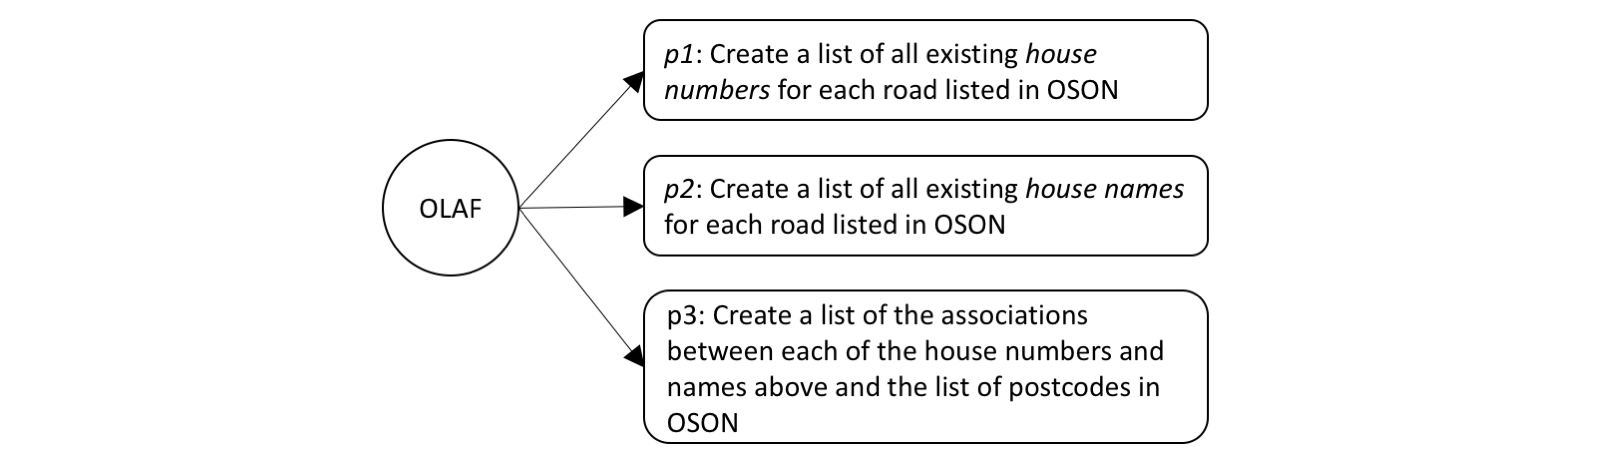 p1: Create a list of all existing house
numbers for each road listed in OSON
OLAF
p2: Create a list of all existing house names
for each road listed in OSON
p3: Create a list of the associations
between each of the house numbers and
names above and the list of postcodes in
OSON